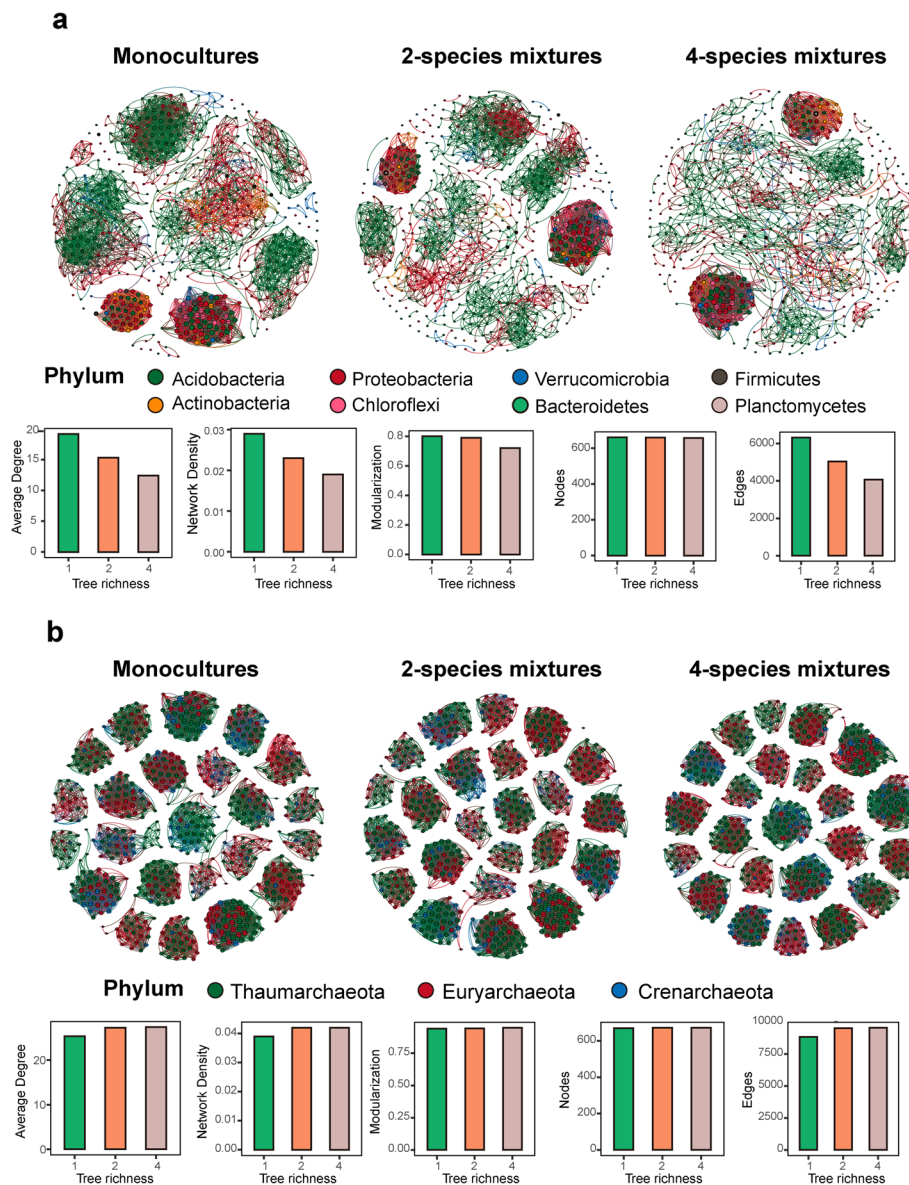 a
Monocultures
2-species mixtures
4-species mixtures
Phylum
Acidobacteria
Proteobacteria
Verrucomicrobia
Firmicutes
Actinobacteria
Chloroflexi
Bacteroidetes
Planctomycetes
Average Degree
20
15
10
5
0
1 2 4
Tree richness
Network Density
0.03
0.02
0.01
0.00
1 2 4
Tree richness
Modularization
0.8
0.6
0.4
0.2
0.0
1 2 4
Tree richness
Nodes
600
400
200
0
1 2 4
Tree richness
Edges
6000
4000
2000
0
1 2 4
Tree richness
b
Monocultures
2-species mixtures
4-species mixtures
Phylum
Thaumarchaeota
Euryarchaeota
Crenarchaeota
Average Degree
20
10
0
1 2 4
Tree richness
Network Density
0.04
0.03
0.02
0.01
0.00
1 2 4
Tree richness
Modularization
0.75
0.50
0.25
0.00
1 2 4
Tree richness
Nodes
600
400
200
0
1 2 4
Tree richness
Edges
10000
7500
5000
2500
0
1 2 4
Tree richness